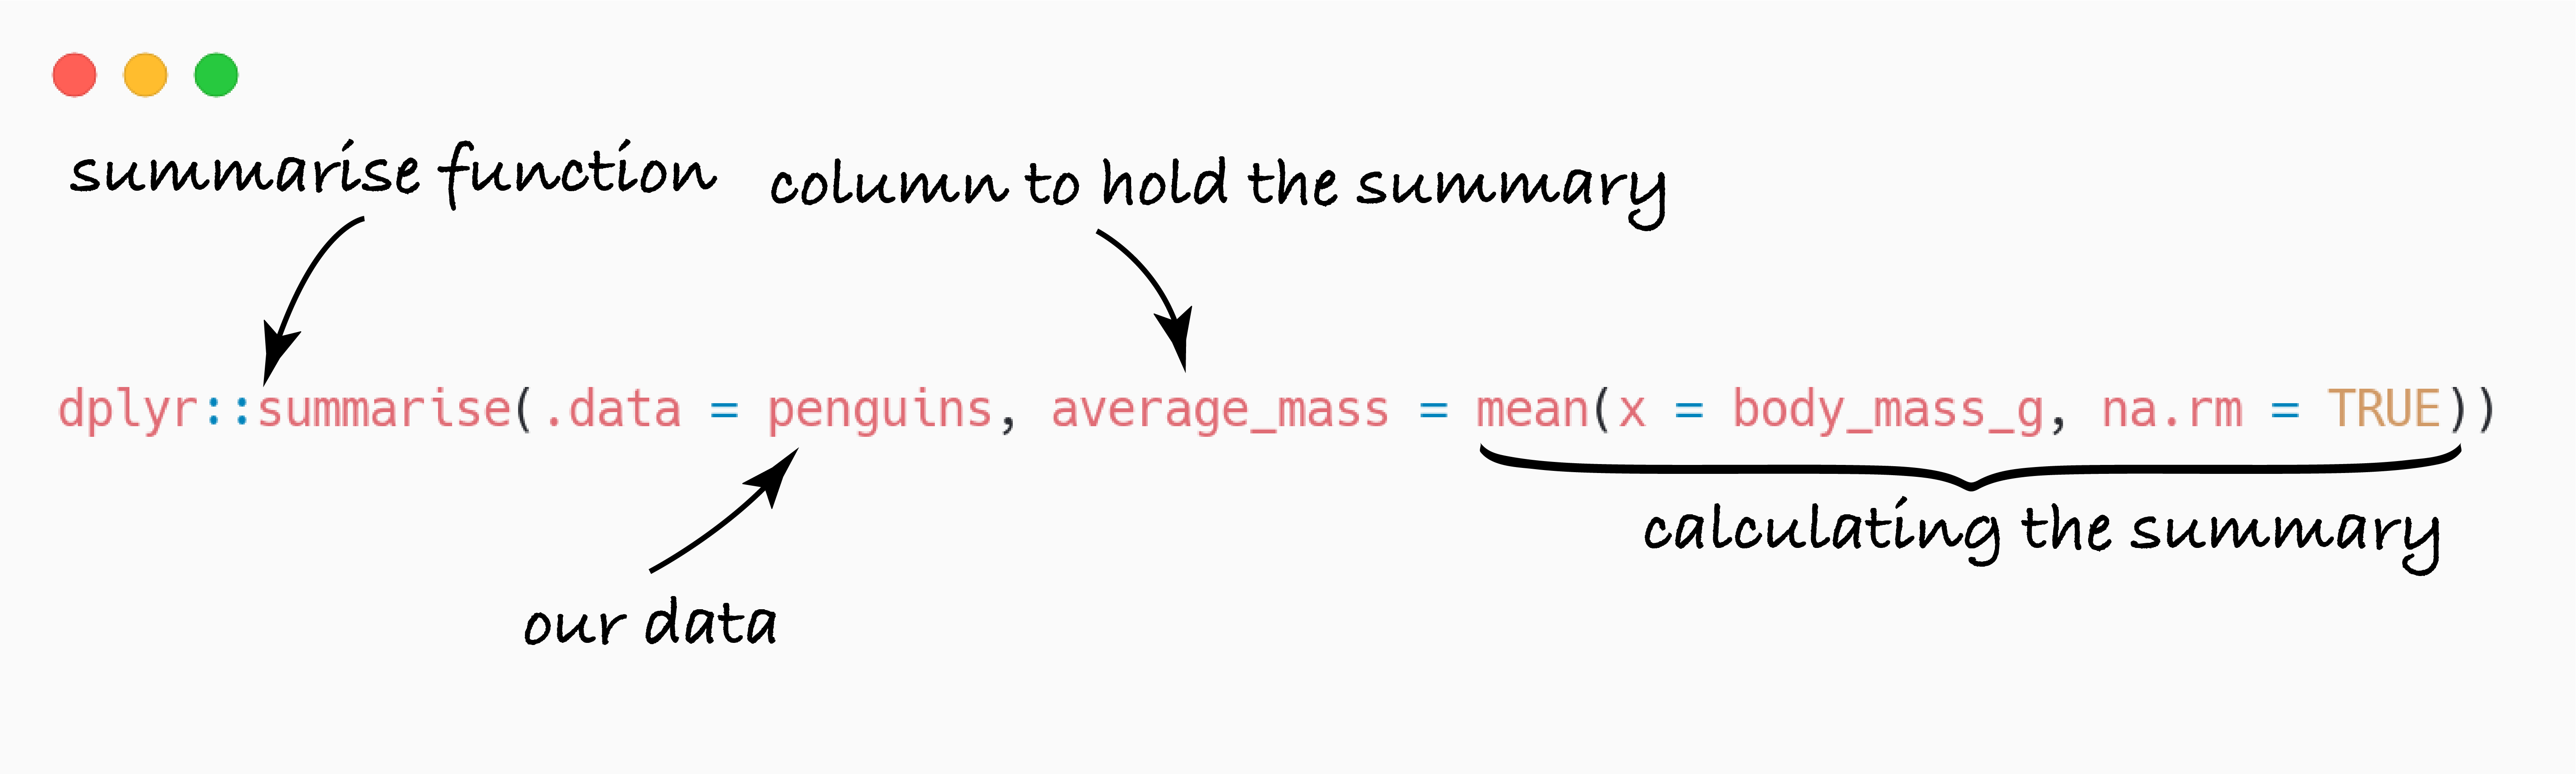 summarise function
column to hold the summary
dplyr::summarise(.data = penguins, average_mass = mean(x = body_mass_g, na.rm = TRUE))
calculating the summary
our data